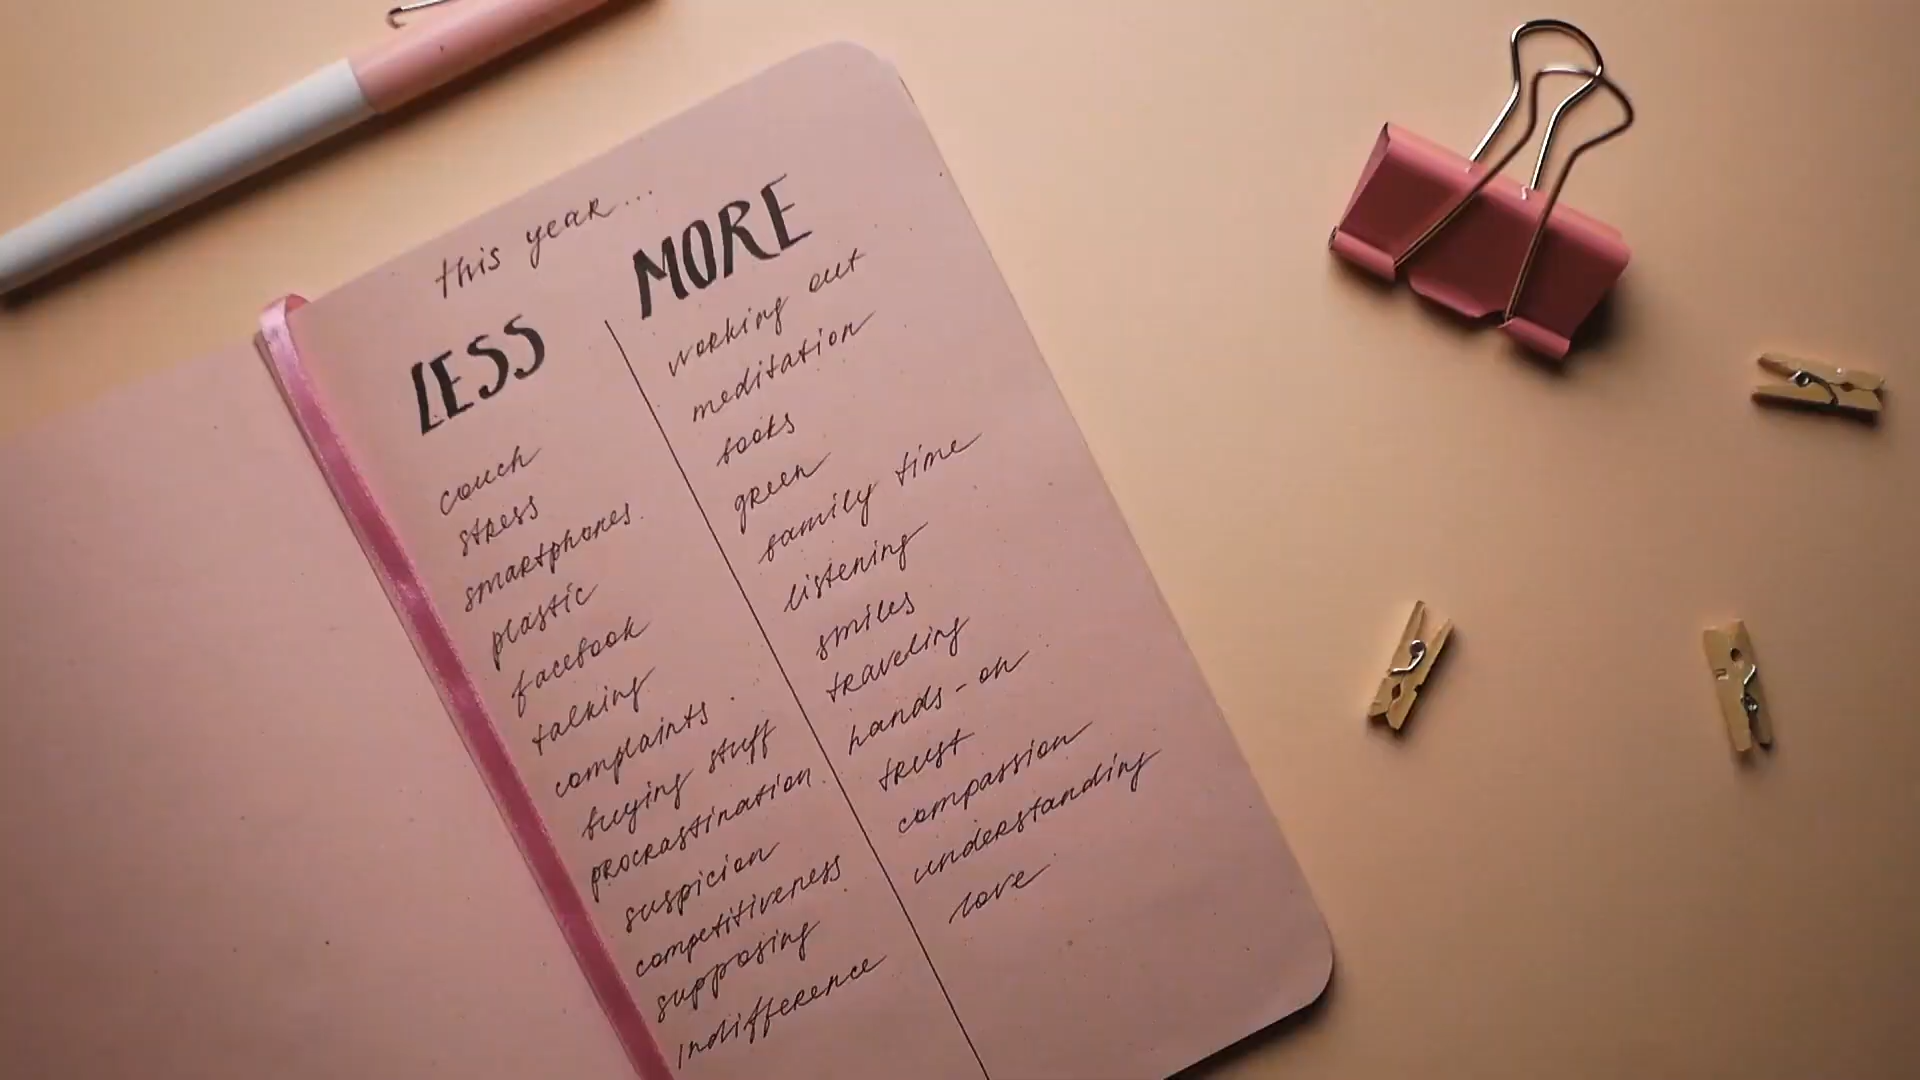 this year...
LESS
couch
stress
smartphones
plastic
facebook
talking
complaints
buying stuff
procrastination
suspicion
competitiveness
supposing
indifference
MORE
working out
meditation
books
green
family time
listening
smiles
traveling
hands-on
trust
compassion
understanding
love